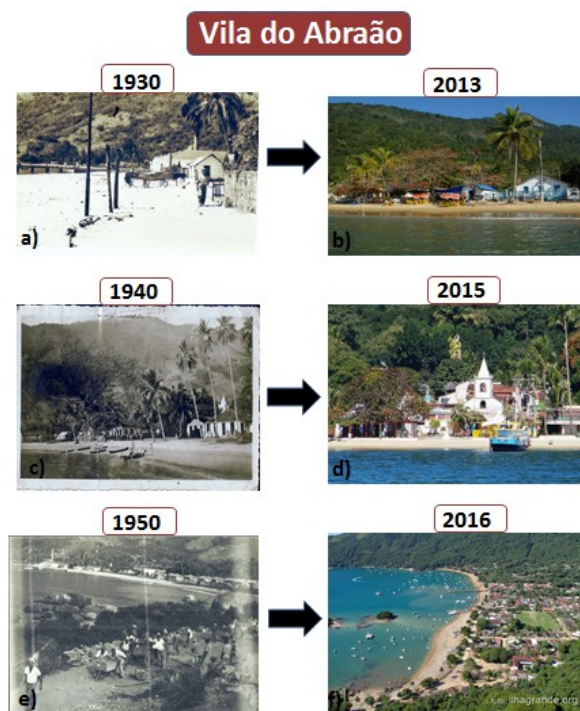 Vila do Abraão
1930
2013
a)
b)
1940
2015
c)
d)
1950
2016
e)
f)
ilhagrande.org